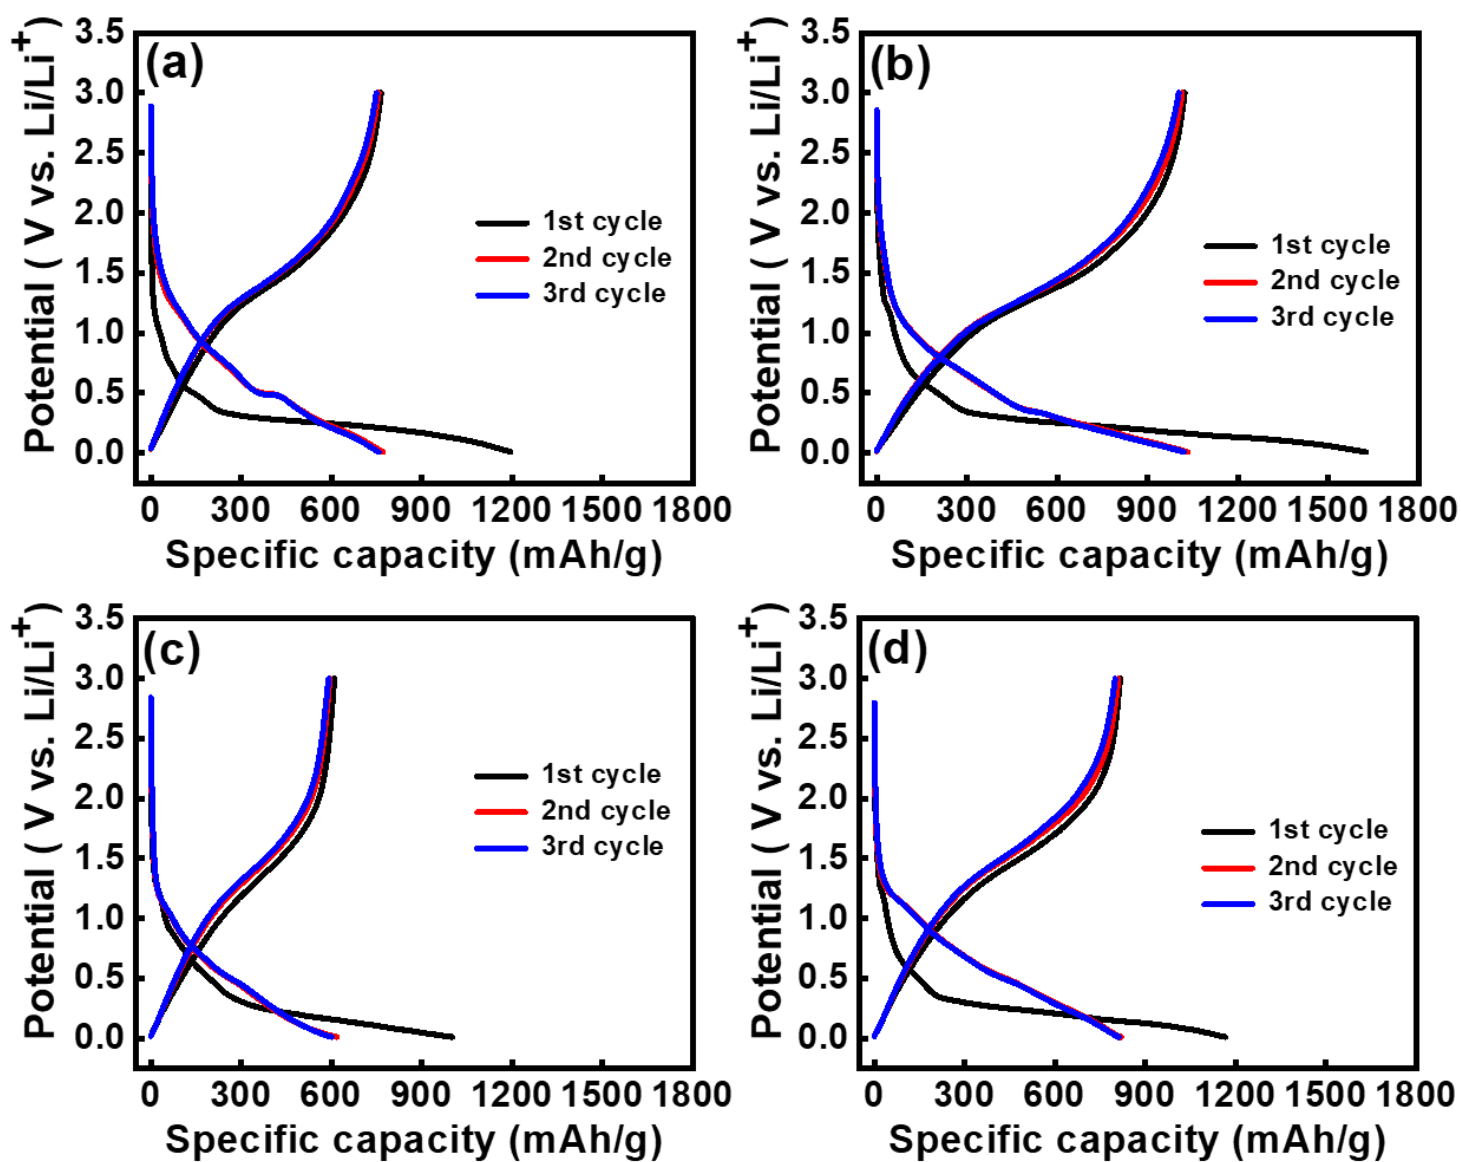 (a)
Potential ( V vs. Li/Li⁺)
3.5
3.0
2.5
2.0
1.5
1.0
0.5
0.0
1st cycle
2nd cycle
3rd cycle
0 300 600 900 1200 1500 1800
Specific capacity (mAh/g)
(b)
Potential ( V vs. Li/Li⁺)
3.5
3.0
2.5
2.0
1.5
1.0
0.5
0.0
1st cycle
2nd cycle
3rd cycle
0 300 600 900 1200 1500 1800
Specific capacity (mAh/g)
(c)
Potential ( V vs. Li/Li⁺)
3.5
3.0
2.5
2.0
1.5
1.0
0.5
0.0
1st cycle
2nd cycle
3rd cycle
0 300 600 900 1200 1500 1800
Specific capacity (mAh/g)
(d)
Potential ( V vs. Li/Li⁺)
3.5
3.0
2.5
2.0
1.5
1.0
0.5
0.0
1st cycle
2nd cycle
3rd cycle
0 300 600 900 1200 1500 1800
Specific capacity (mAh/g)